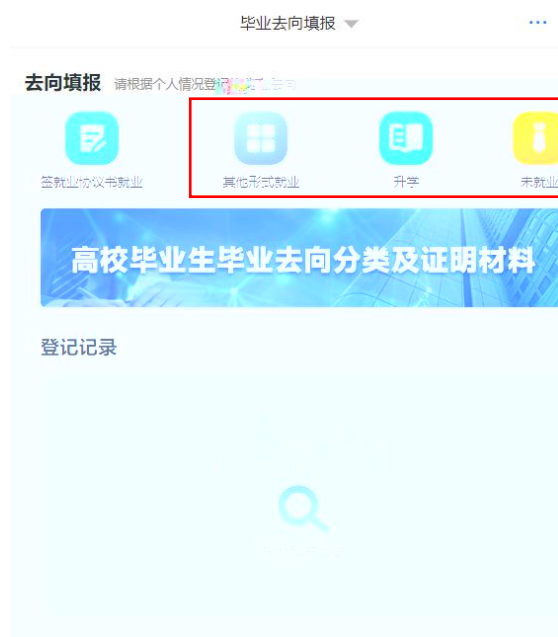 毕业去向填报
去向填报 请根据个人情况登记
签就业协议书就业 其他形式就业 升学 未就业
高校毕业生毕业去向分类及证明材料
登记记录